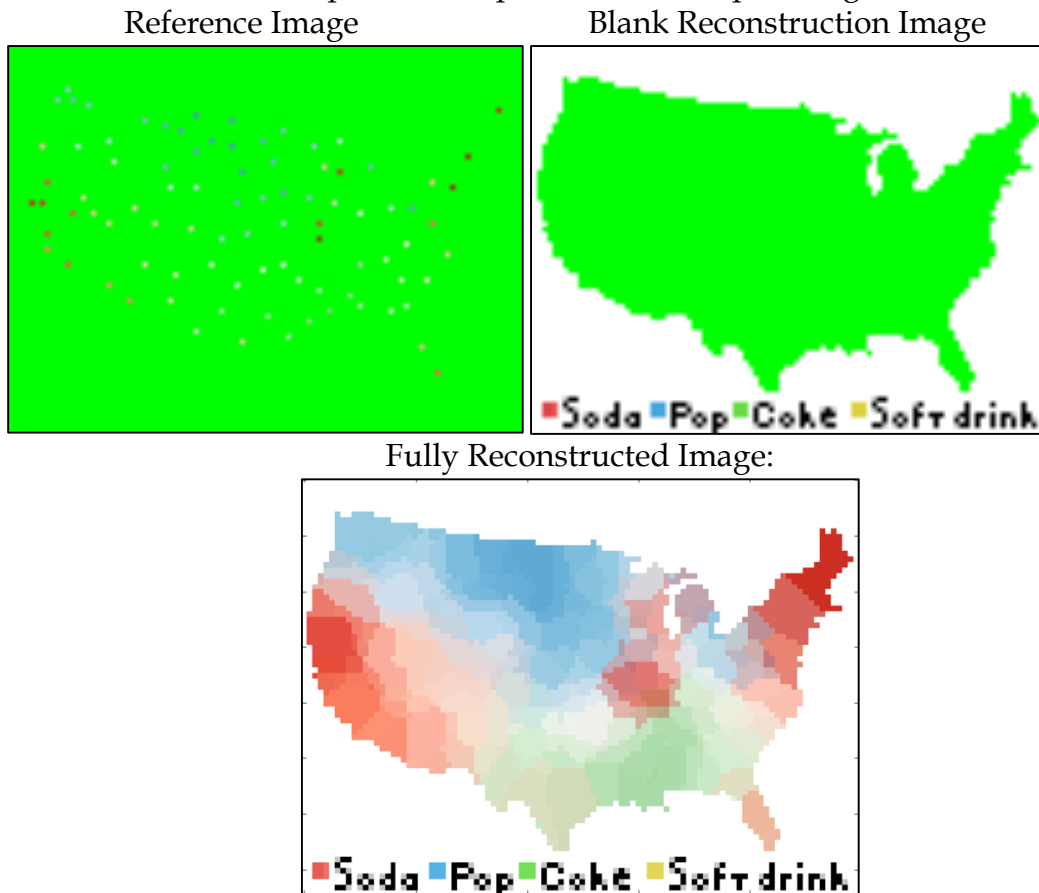 Reference Image
Blank Reconstruction Image
Soda Pop Coke Soft drink
Fully Reconstructed Image:
Soda Pop Coke Soft drink